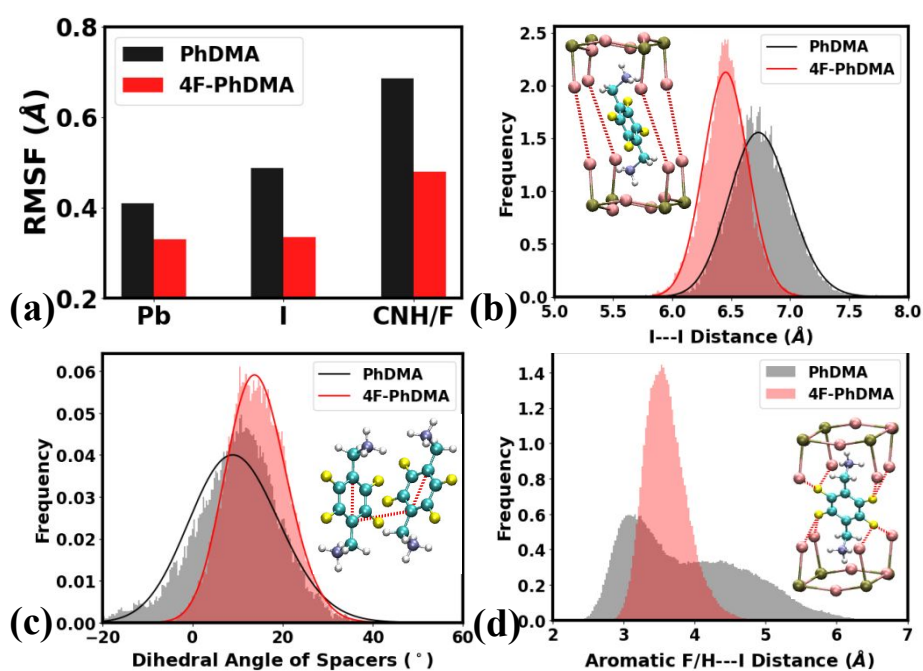 0.8
0.6
0.4
0.2
RMSF (Å)
PhDMA
4F-PhDMA
Pb
I
CNH/F
(a)
2.5
2.0
1.5
1.0
0.5
0.0
Frequency
PhDMA
4F-PhDMA
5.0 5.5 6.0 6.5 7.0 7.5 8.0
I---I Distance (Å)
(b)
0.06
0.05
0.04
0.03
0.02
0.01
0.00
Frequency
PhDMA
4F-PhDMA
−20 0 20 40 60
Dihedral Angle of Spacers (°)
(c)
1.4
1.2
1.0
0.8
0.6
0.4
0.2
0.0
Frequency
PhDMA
4F-PhDMA
2 3 4 5 6 7
Aromatic F/H---I Distance (Å)
(d)